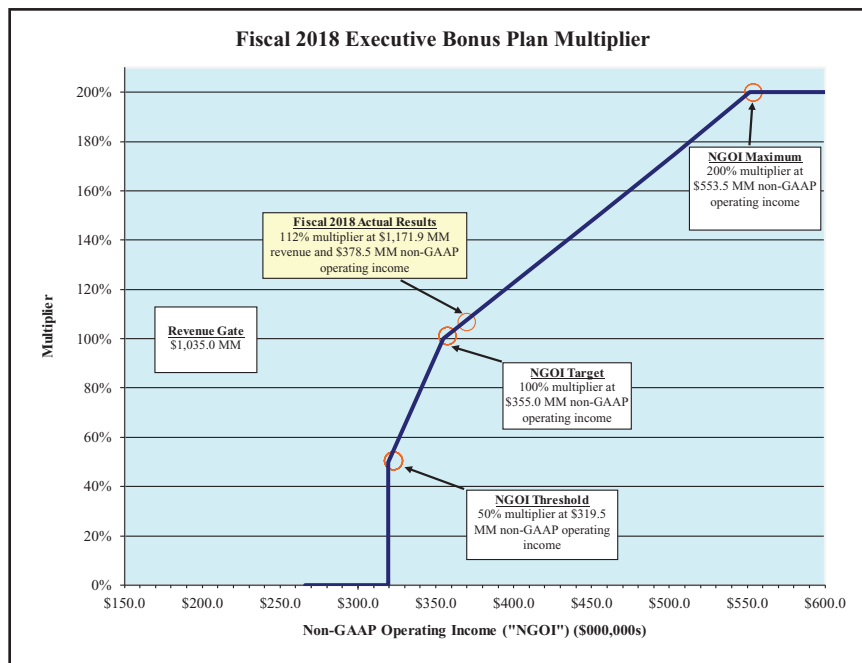 Fiscal 2018 Executive Bonus Plan Multiplier
200%
180%
160%
140%
120%
100%
80%
60%
40%
20%
0%
Multiplier
NGOI Maximum
200% multiplier at
$553.5 MM non-GAAP
operating income
Fiscal 2018 Actual Results
112% multiplier at $1,171.9 MM
revenue and $378.5 MM non-GAAP
operating income
Revenue Gate
$1,035.0 MM
NGOI Target
100% multiplier at
$355.0 MM non-GAAP
operating income
NGOI Threshold
50% multiplier at $319.5
MM non-GAAP operating
income
$150.0 $200.0 $250.0 $300.0 $350.0 $400.0 $450.0 $500.0 $550.0 $600.0
Non-GAAP Operating Income ("NGOI") ($000,000s)